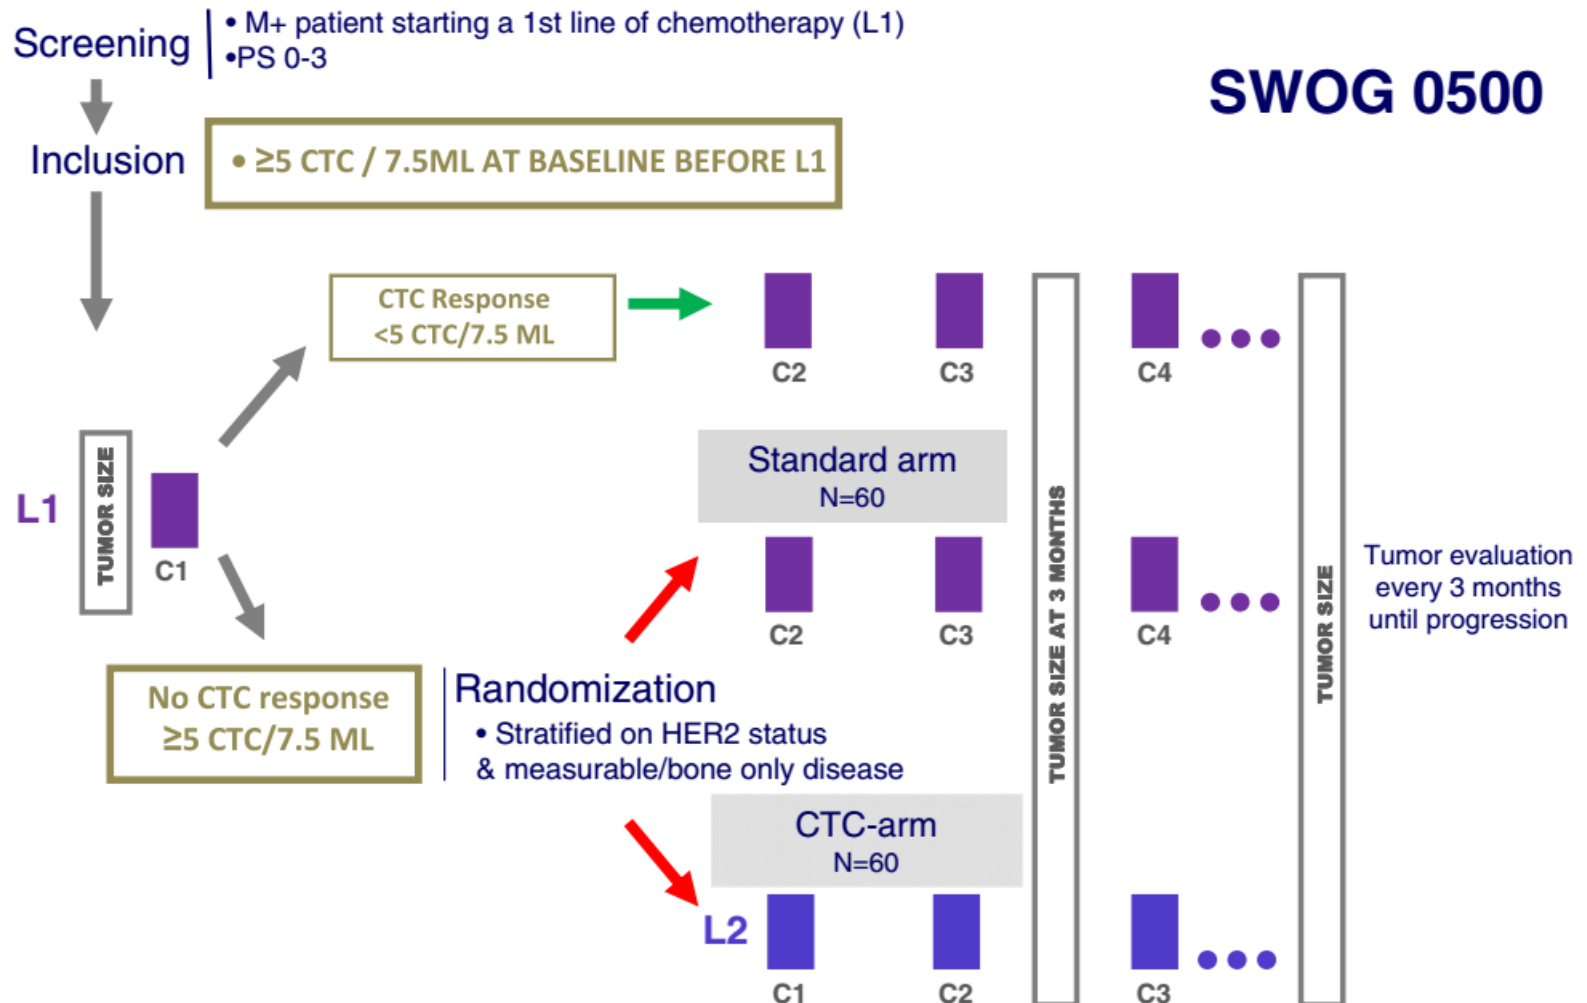 SWOG 0500
Screening
• M+ patient starting a 1st line of chemotherapy (L1)
•PS 0-3
Inclusion
• ≥5 CTC / 7.5ML AT BASELINE BEFORE L1
CTC Response
<5 CTC/7.5 ML
C2
C3
C4
L1
TUMOR SIZE
C1
Standard arm
N=60
C2
C3
C4
TUMOR SIZE AT 3 MONTHS
TUMOR SIZE
Tumor evaluation
every 3 months
until progression
No CTC response
≥5 CTC/7.5 ML
Randomization
• Stratified on HER2 status
& measurable/bone only disease
CTC-arm
N=60
L2
C1
C2
C3